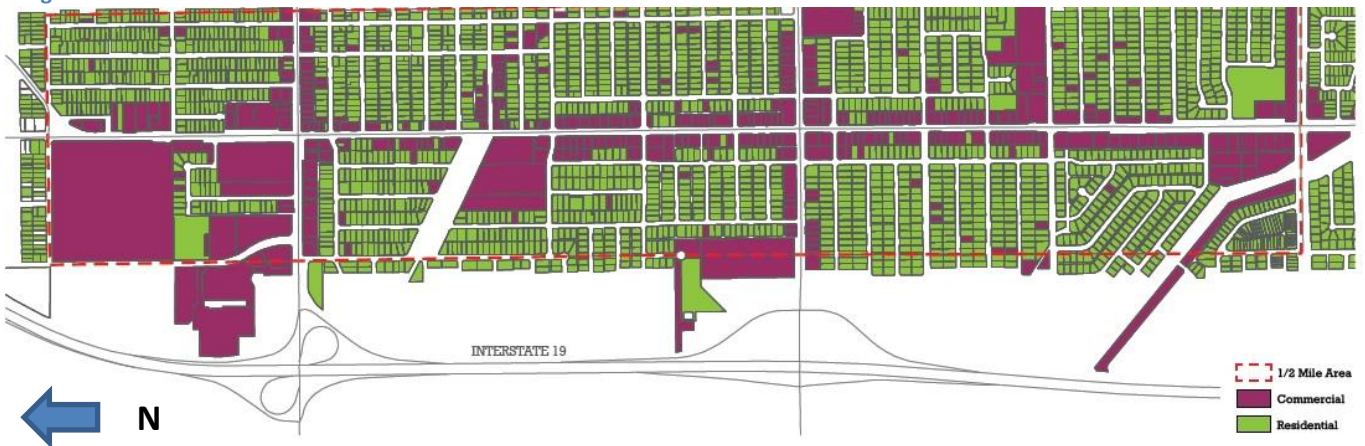 INTERSTATE 19
1/2 Mile Area
Commercial
Residential
N